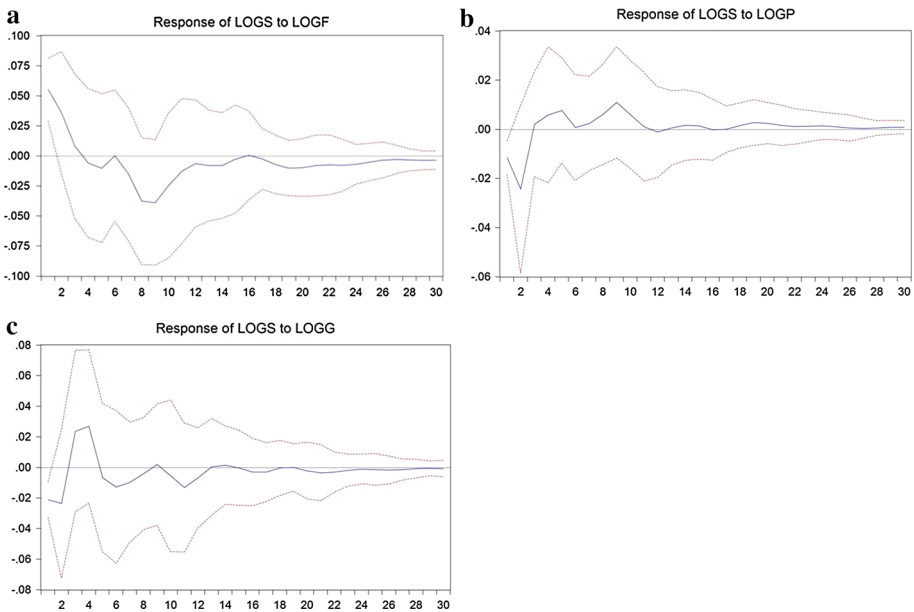 a
Response of LOGS to LOGF
.100
.075
.050
.025
.000
-.025
-.050
-.075
-.100
2 4 6 8 10 12 14 16 18 20 22 24 26 28 30
b
Response of LOGS to LOGP
.04
.02
.00
-.02
-.04
-.06
2 4 6 8 10 12 14 16 18 20 22 24 26 28 30
c
Response of LOGS to LOGG
.08
.06
.04
.02
.00
-.02
-.04
-.06
-.08
2 4 6 8 10 12 14 16 18 20 22 24 26 28 30